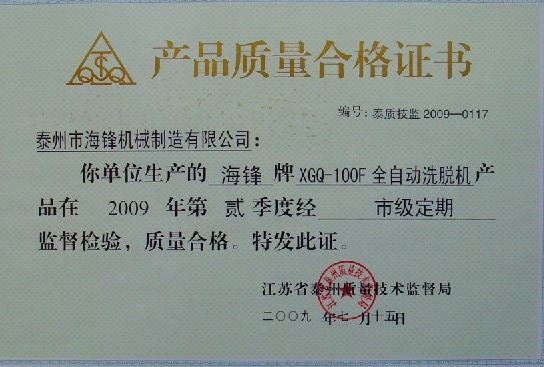 产品质量合格证书
编号：泰质技监2009—0117
泰州市海锋机械制造有限公司：
你单位生产的 海锋 牌 XGQ-100F 全自动洗脱机产
品在 2009 年第 贰 季度经 市级定期
监督检验，质量合格。特发此证。
江苏省泰州质量技术监督局
二〇〇九 年七 月十五日